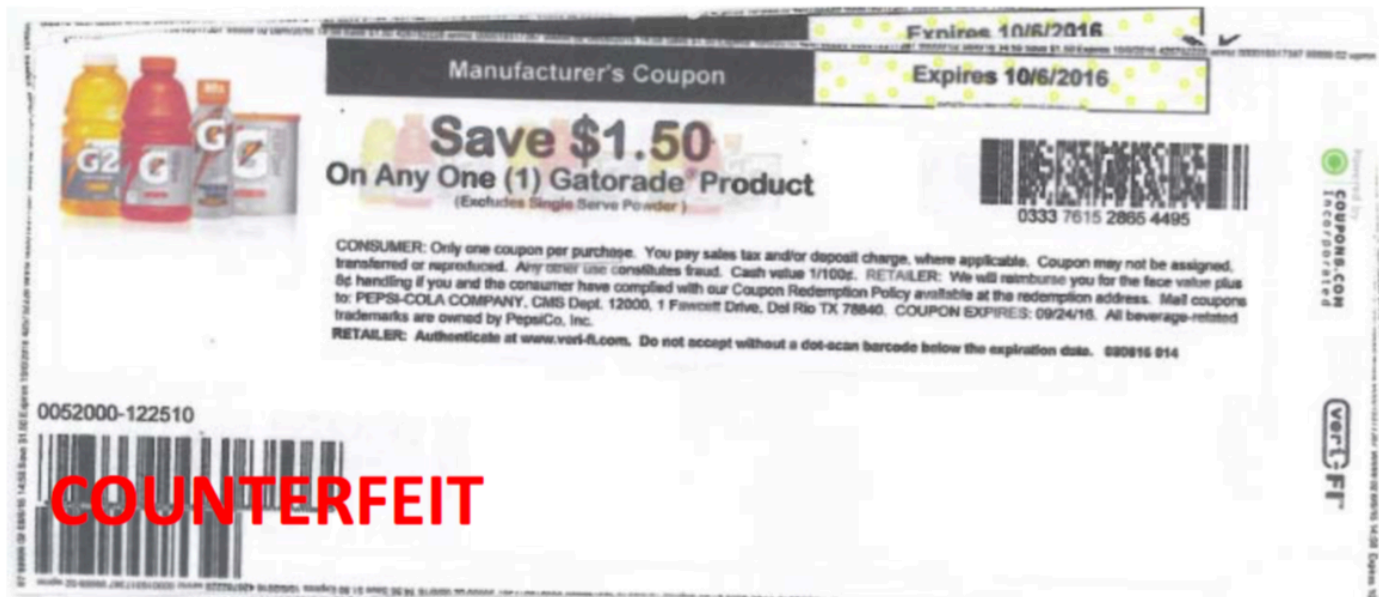 Expires 10/6/2016
Manufacturer's Coupon
Expires 10/6/2016
Save $1.50
On Any One (1) Gatorade® Product
(Excludes Single Serve Powder )
G2
G
G
G
0333 7615 2865 4495
Powered by
COUPONS.COM
Incorporated
CONSUMER: Only one coupon per purchase. You pay sales tax and/or deposit charge, where applicable. Coupon may not be assigned,
transferred or reproduced. Any other use constitutes fraud. Cash value 1/100¢. RETAILER: We will reimburse you for the face value plus
8¢ handling if you and the consumer have complied with our Coupon Redemption Policy available at the redemption address. Mail coupons
to: PEPSI-COLA COMPANY, CMS Dept. 12000, 1 Fawcett Drive, Del Rio TX 78840. COUPON EXPIRES: 09/24/16. All beverage-related
trademarks are owned by PepsiCo, Inc.
RETAILER: Authenticate at www.veri-fi.com. Do not accept without a dot-scan barcode below the expiration date. 080816 014
veri-Fi
0052000-122510
COUNTERFEIT